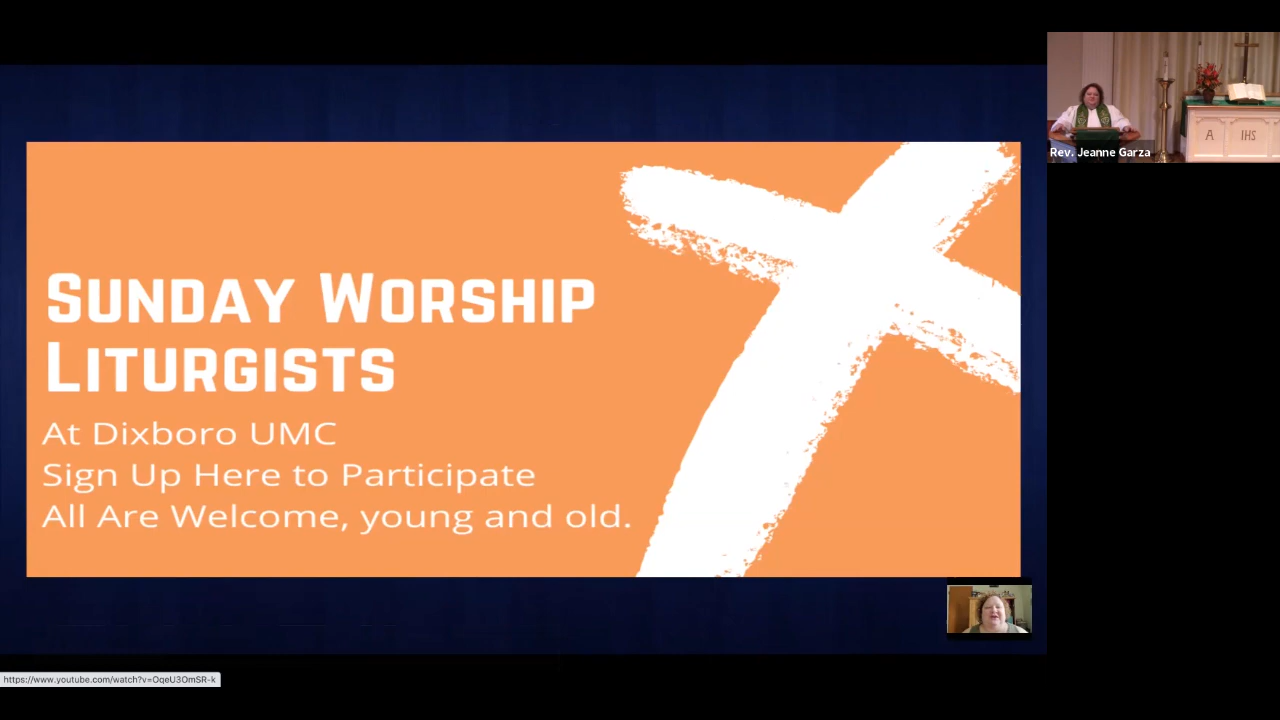 Sunday Worship
Liturgists
At Dixboro UMC
Sign Up Here to Participate
All Are Welcome, young and old.
Rev. Jeanne Garza
A IHS
https://www.youtube.com/watch?v=OqeU3OmSR-k